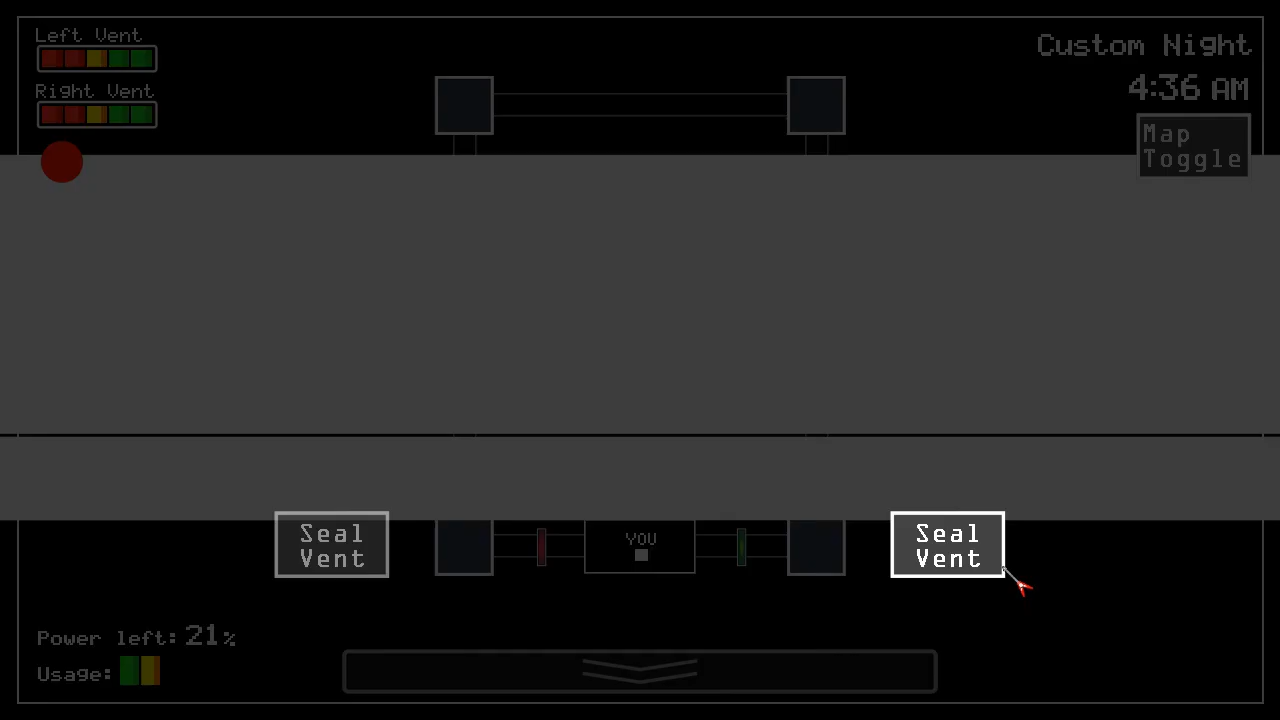 Left Vent
Right Vent
Custom Night
4:36 AM
Map
Toggle
Seal
Vent
YOU
Seal
Vent
Power left: 21%
Usage: